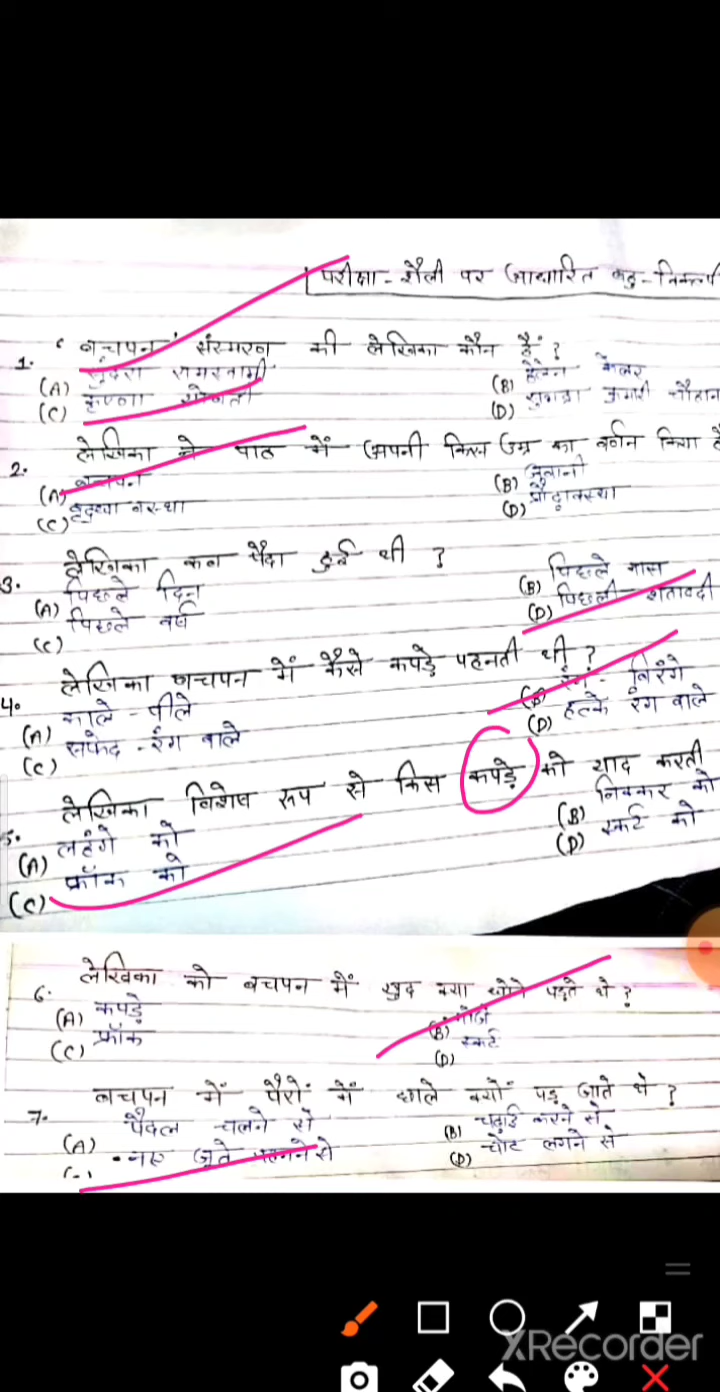 परीक्षा - शैली पर आधारित बहु - विकल्पी
1. 'बचपन' संस्मरण की लेखिका कौन हैं ?
(A) सुंदरा रामस्वामी (B) हेलेन केलर
(C) कृष्णा सोबती (D) सुभद्रा कुमारी चौहान
2. लेखिका ने पाठ में अपनी किस उम्र का वर्णन किया है
(A) बचपन (B) जवानी
(C) वृद्धावस्था (D) प्रौढ़ावस्था
3. लेखिका कब पैदा हुई थी ?
(A) पिछले दिन (B) पिछले मास
(C) पिछले वर्ष (D) पिछली शताब्दी
4. लेखिका बचपन में कैसे कपड़े पहनती थी ?
(A) काले - पीले (B) रंग - बिरंगे
(C) सफेद - रंग वाले (D) हल्के रंग वाले
5. लेखिका विशेष रूप से किस कपड़े को याद करती
(A) लहंगे को (B) निक्कर को
(C) फ्रॉक को (D) स्कर्ट को
6. लेखिका को बचपन में खुद क्या धोने पड़ते थे ?
(A) कपड़े (B) मोजे
(C) फ्रॉक (D) स्कर्ट
7. बचपन में पैरों में छाले क्यों पड़ जाते थे ?
(A) पैदल चलने से (B) चढ़ाई करने से
नए जूते पहनने से (D) चोट लगने से
XRecorder